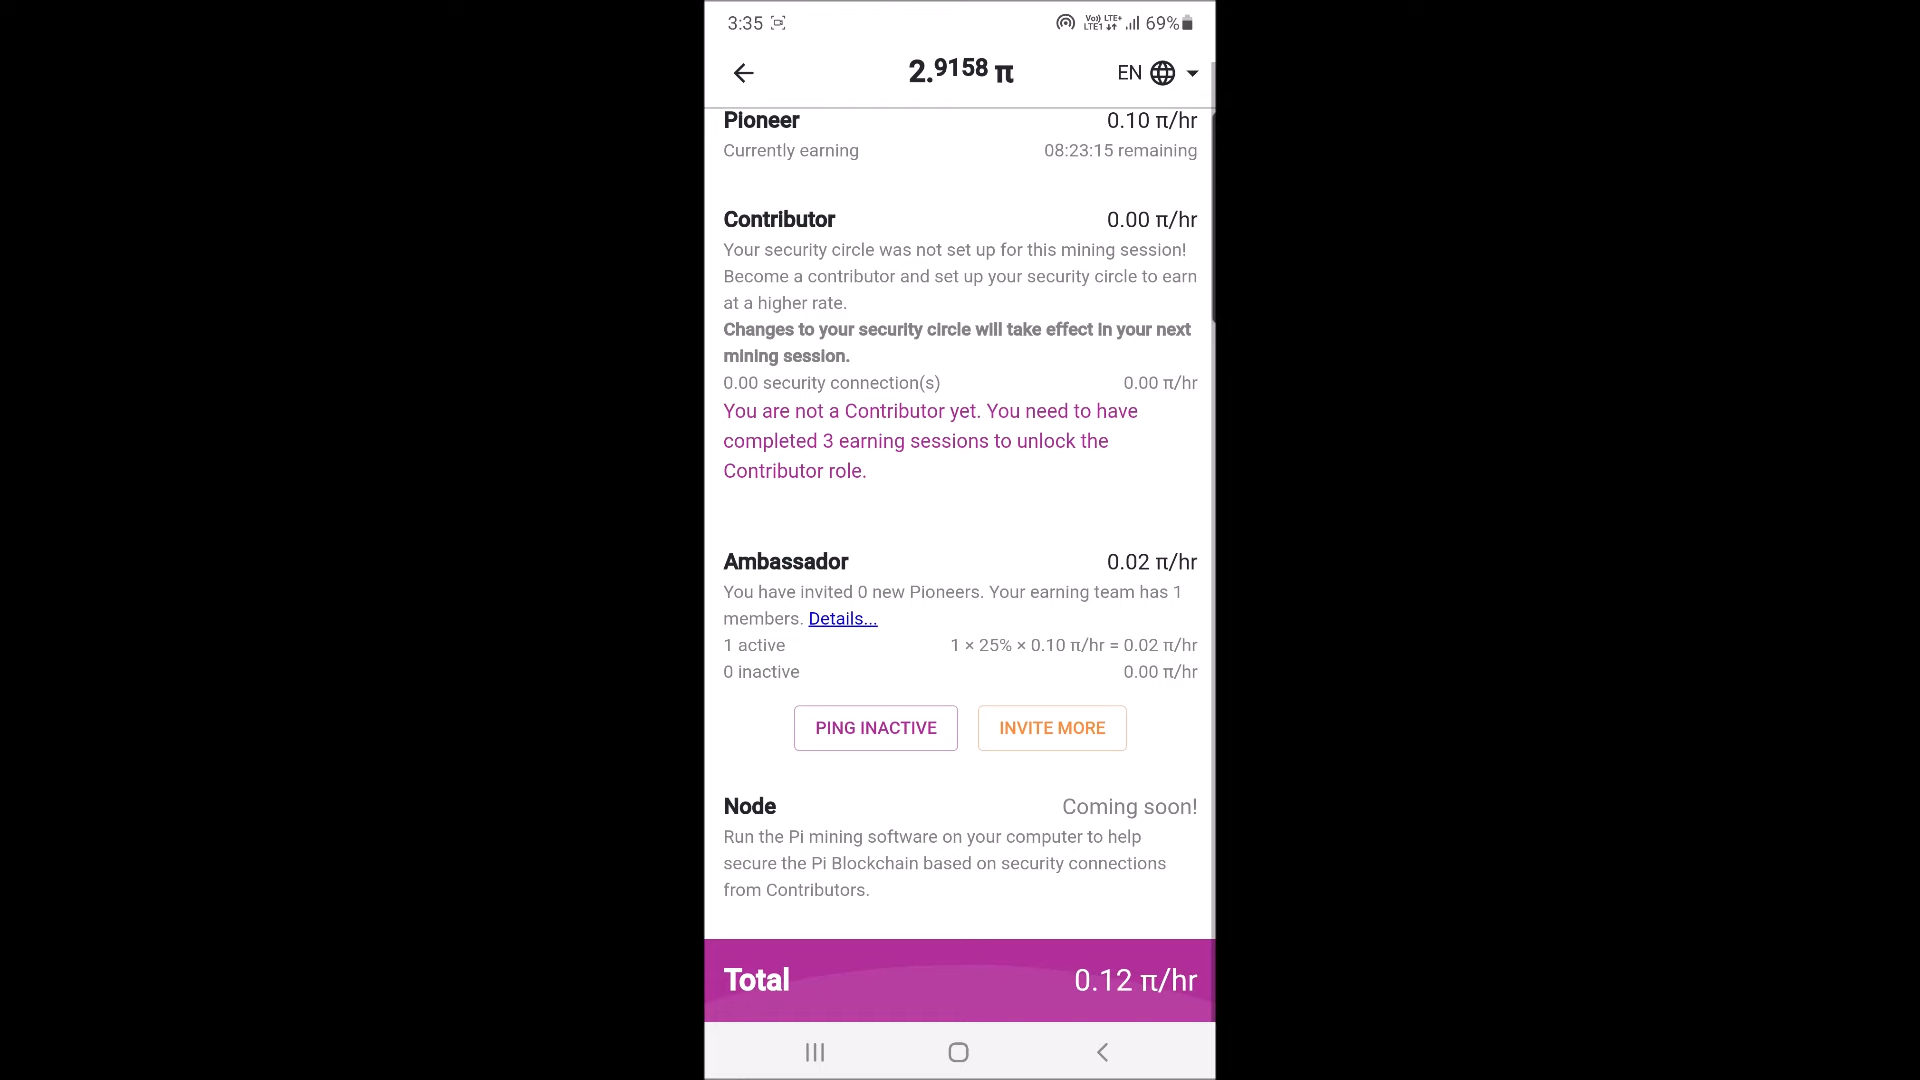 3:35 Vo) LTE+ LTE1 69%
2.9158 π EN
Pioneer 0.10 π/hr
Currently earning 08:23:15 remaining
Contributor 0.00 π/hr
Your security circle was not set up for this mining session!
Become a contributor and set up your security circle to earn
at a higher rate.
Changes to your security circle will take effect in your next
mining session.
0.00 security connection(s) 0.00 π/hr
You are not a Contributor yet. You need to have
completed 3 earning sessions to unlock the
Contributor role.
Ambassador 0.02 π/hr
You have invited 0 new Pioneers. Your earning team has 1
members. Details...
1 active 1 × 25% × 0.10 π/hr = 0.02 π/hr
0 inactive 0.00 π/hr
PING INACTIVE INVITE MORE
Node Coming soon!
Run the Pi mining software on your computer to help
secure the Pi Blockchain based on security connections
from Contributors.
Total 0.12 π/hr